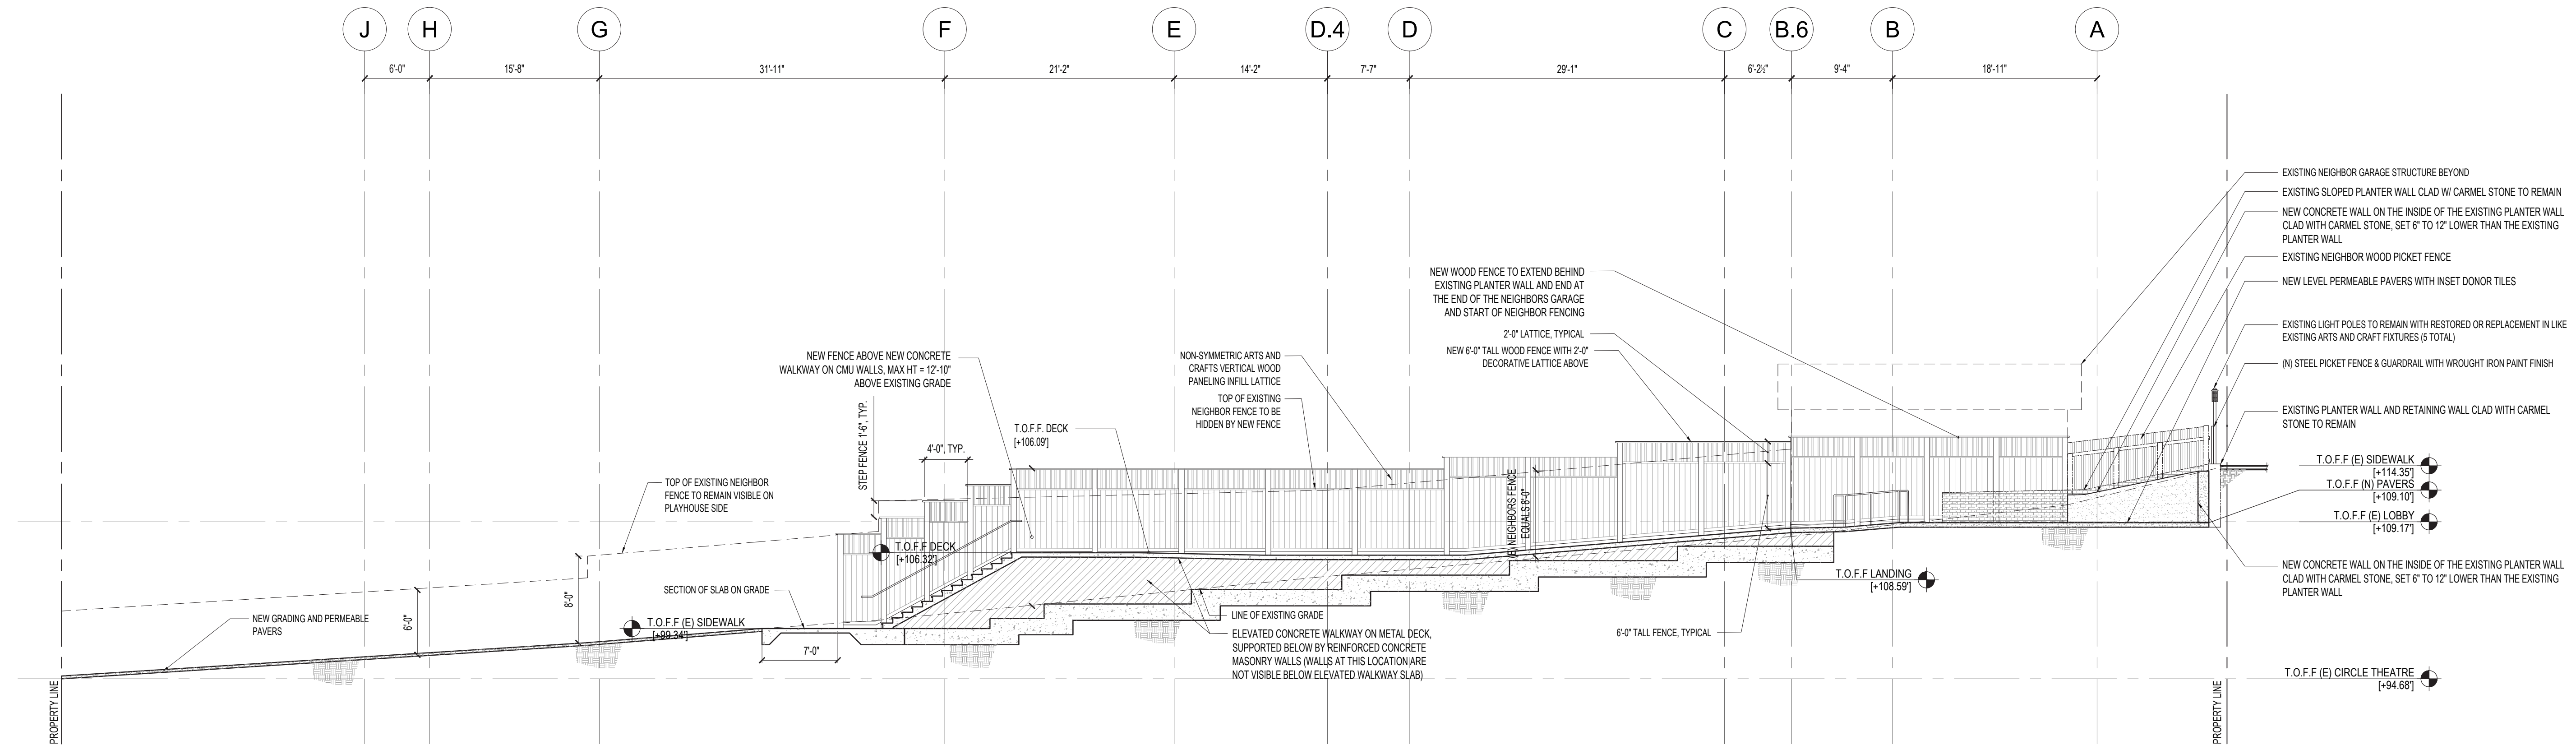 J
H
G
F
E
D.4
D
C
B.6
B
A
6'-0"
15'-8"
31'-11"
21'-2"
14'-2"
7'-7"
29'-1"
6'-2½"
9'-4"
18'-11"
EXISTING NEIGHBOR GARAGE STRUCTURE BEYOND
EXISTING SLOPED PLANTER WALL CLAD W/ CARMEL STONE TO REMAIN
NEW CONCRETE WALL ON THE INSIDE OF THE EXISTING PLANTER WALL
CLAD WITH CARMEL STONE, SET 6" TO 12" LOWER THAN THE EXISTING
PLANTER WALL
EXISTING NEIGHBOR WOOD PICKET FENCE
NEW LEVEL PERMEABLE PAVERS WITH INSET DONOR TILES
EXISTING LIGHT POLES TO REMAIN WITH RESTORED OR REPLACEMENT IN LIKE
EXISTING ARTS AND CRAFT FIXTURES (5 TOTAL)
(N) STEEL PICKET FENCE & GUARDRAIL WITH WROUGHT IRON PAINT FINISH
EXISTING PLANTER WALL AND RETAINING WALL CLAD WITH CARMEL
STONE TO REMAIN
T.O.F.F (E) SIDEWALK
[+114.35']
T.O.F.F (N) PAVERS
[+109.10']
T.O.F.F (E) LOBBY
[+109.17']
NEW CONCRETE WALL ON THE INSIDE OF THE EXISTING PLANTER WALL
CLAD WITH CARMEL STONE, SET 6" TO 12" LOWER THAN THE EXISTING
PLANTER WALL
T.O.F.F (E) CIRCLE THEATRE
[+94.68']
NEW WOOD FENCE TO EXTEND BEHIND
EXISTING PLANTER WALL AND END AT
THE END OF THE NEIGHBORS GARAGE
AND START OF NEIGHBOR FENCING
2'-0" LATTICE, TYPICAL
NEW 6'-0" TALL WOOD FENCE WITH 2'-0"
DECORATIVE LATTICE ABOVE
NON-SYMMETRIC ARTS AND
CRAFTS VERTICAL WOOD
PANELING INFILL LATTICE
TOP OF EXISTING
NEIGHBOR FENCE TO BE
HIDDEN BY NEW FENCE
NEW FENCE ABOVE NEW CONCRETE
WALKWAY ON CMU WALLS, MAX HT = 12'-10"
ABOVE EXISTING GRADE
T.O.F.F. DECK
[+106.09']
STEP FENCE 1'-6", TYP.
4'-0", TYP.
TOP OF EXISTING NEIGHBOR
FENCE TO REMAIN VISIBLE ON
PLAYHOUSE SIDE
T.O.F.F DECK
[+106.32']
(E) NEIGHBORS FENCE
EQUALS 8'-0"
SECTION OF SLAB ON GRADE
8'-0"
6'-0"
NEW GRADING AND PERMEABLE
PAVERS
T.O.F.F (E) SIDEWALK
[+99.34']
7'-0"
LINE OF EXISTING GRADE
ELEVATED CONCRETE WALKWAY ON METAL DECK,
SUPPORTED BELOW BY REINFORCED CONCRETE
MASONRY WALLS (WALLS AT THIS LOCATION ARE
NOT VISIBLE BELOW ELEVATED WALKWAY SLAB)
6'-0" TALL FENCE, TYPICAL
T.O.F.F LANDING
[+108.59']
PROPERTY LINE
PROPERTY LINE